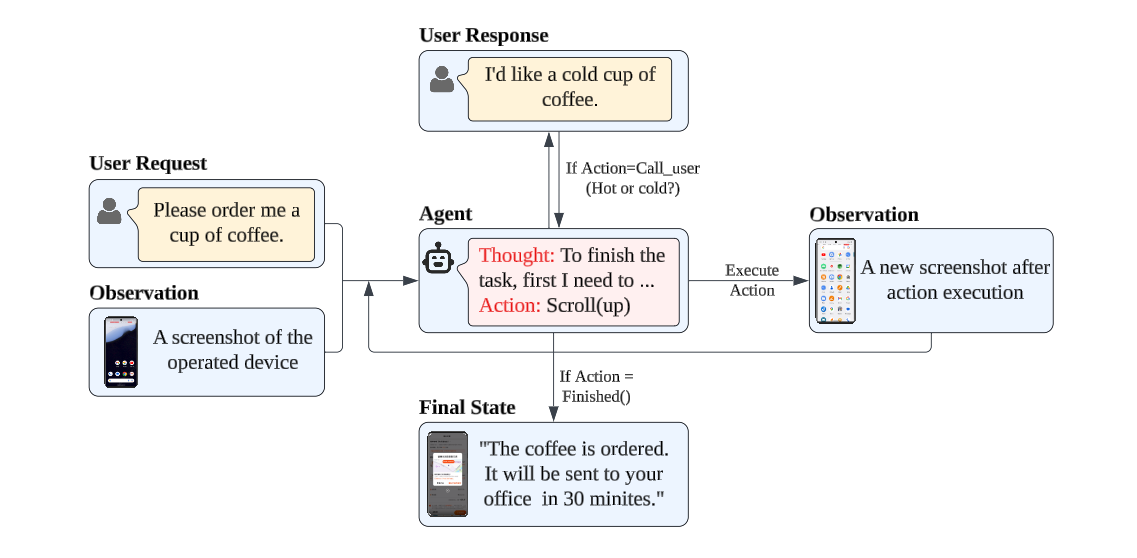 User Response
I'd like a cold cup of
coffee.
If Action=Call_user
(Hot or cold?)
User Request
Please order me a
cup of coffee.
Observation
A screenshot of the
operated device
Agent
Thought: To finish the
task, first I need to ...
Action: Scroll(up)
Execute
Action
Observation
A new screenshot after
action execution
If Action =
Finished()
Final State
"The coffee is ordered.
It will be sent to your
office in 30 minites."